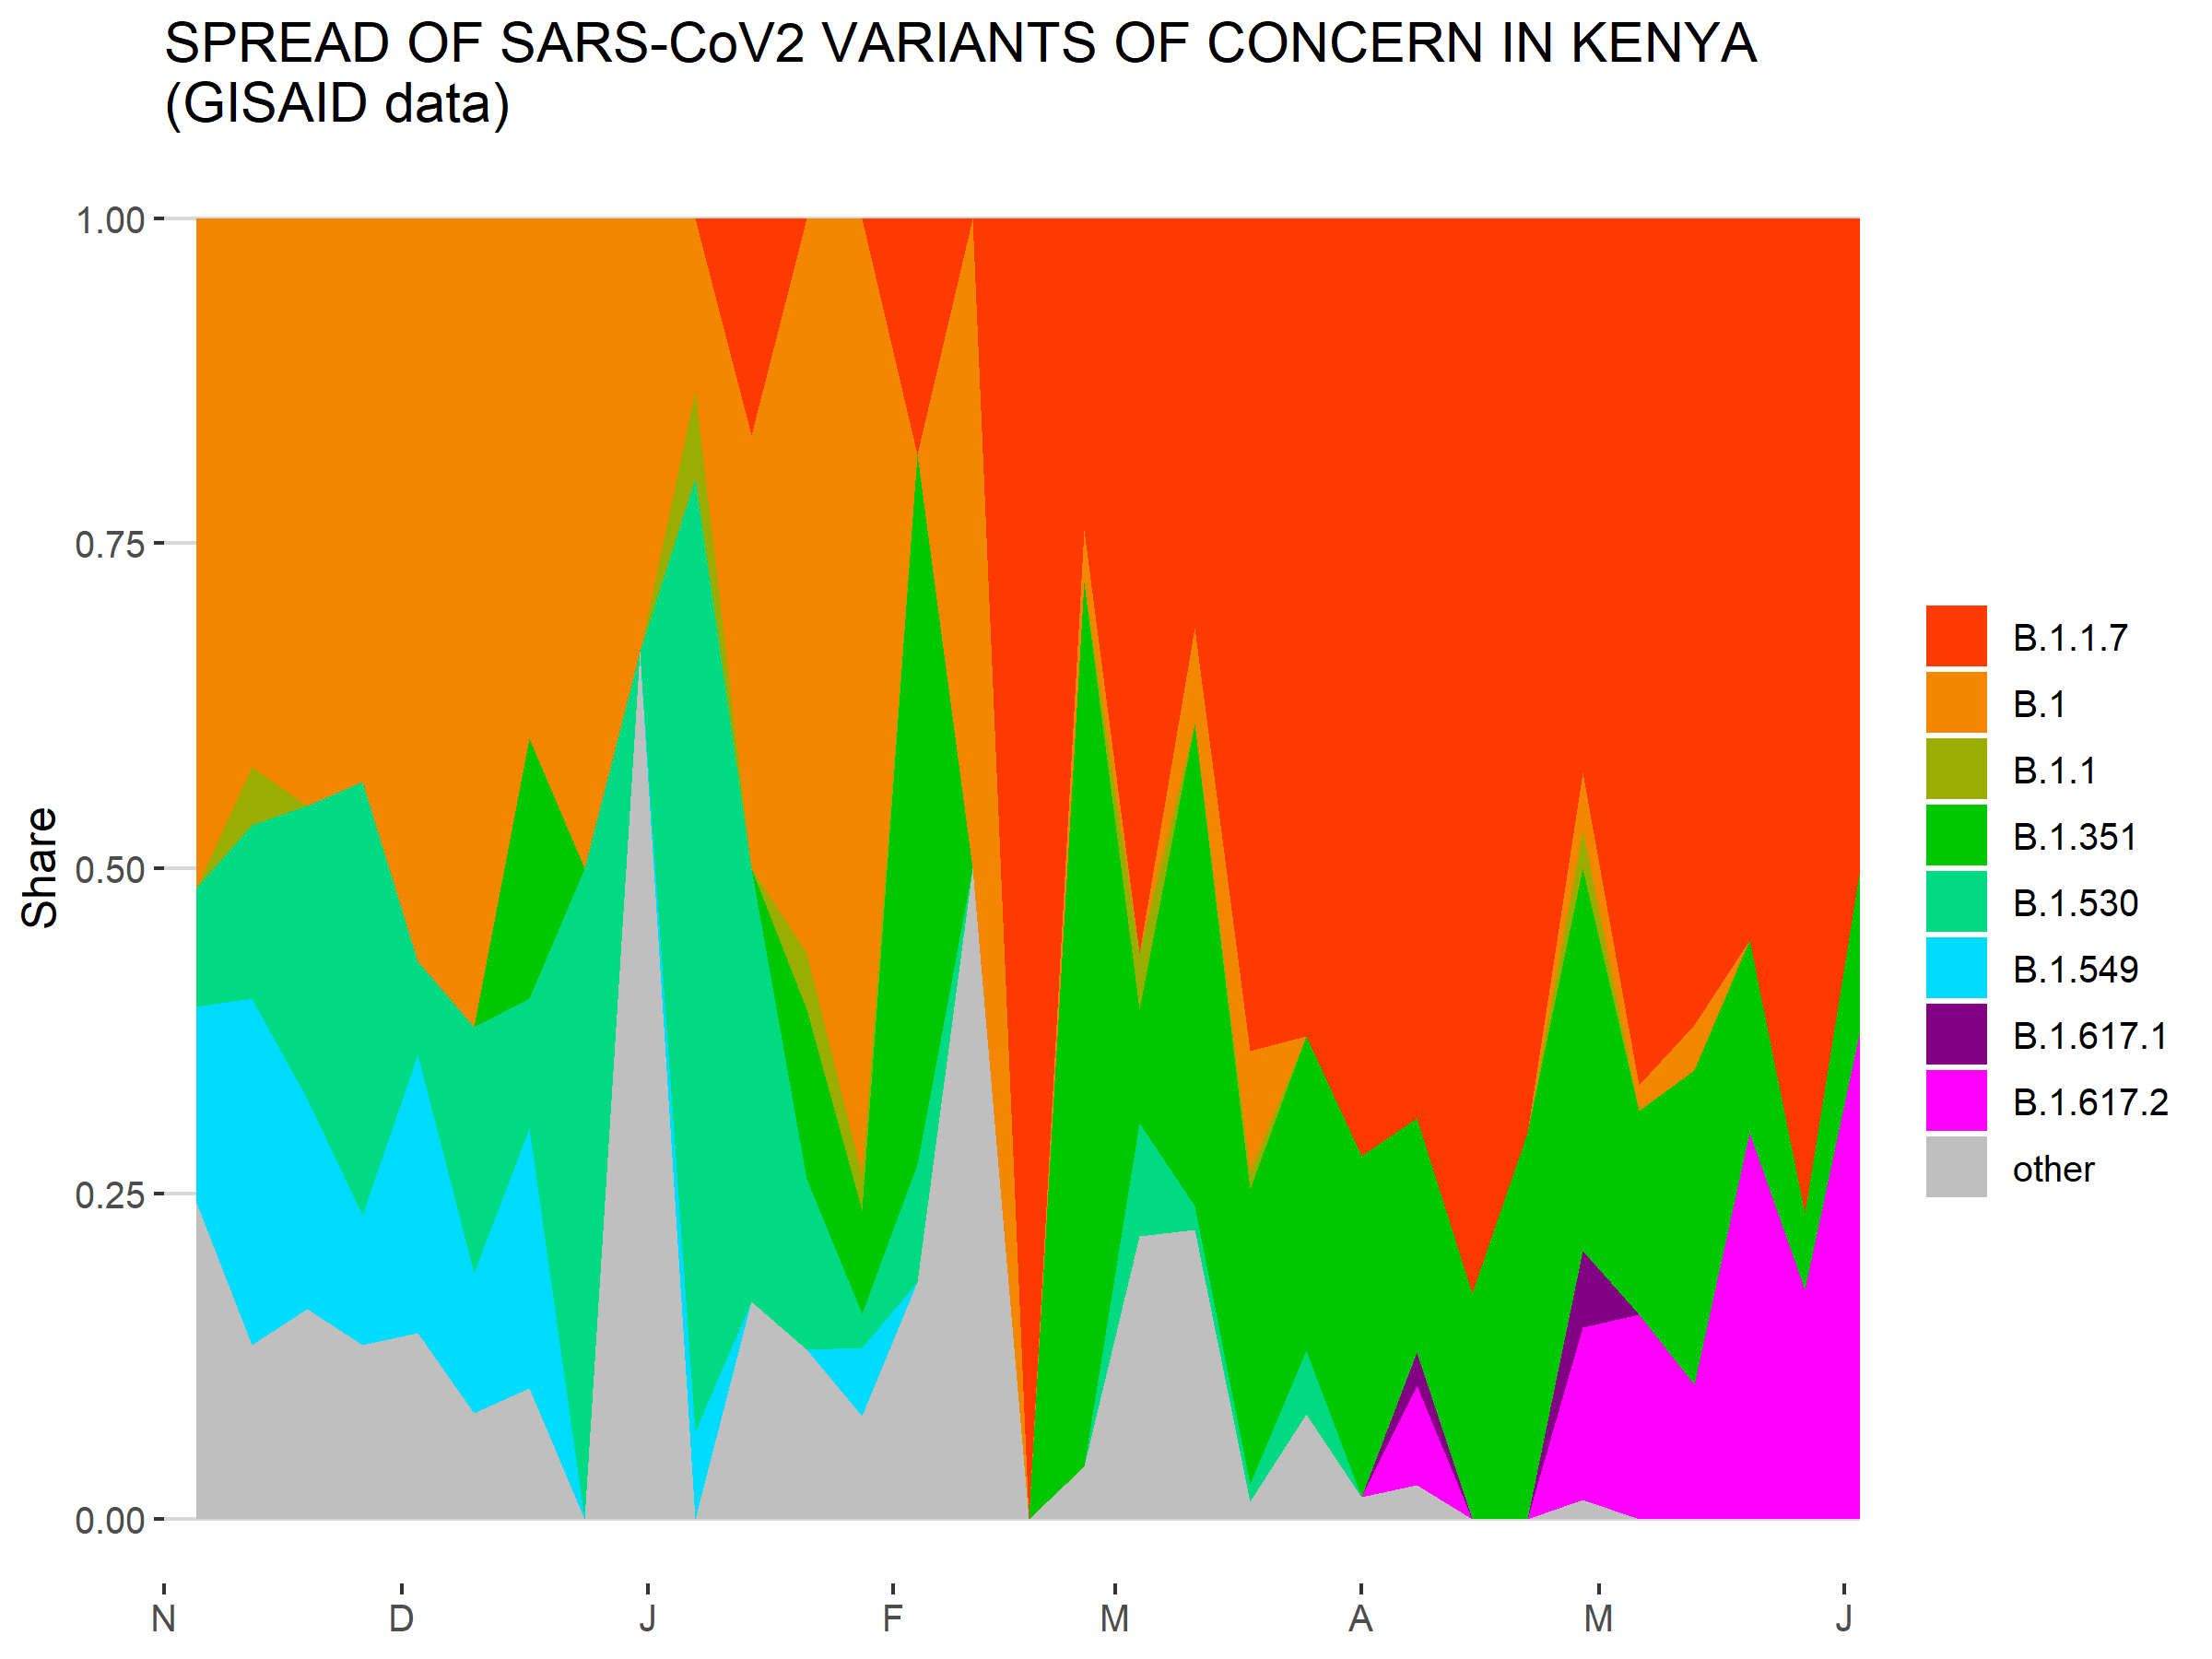 SPREAD OF SARS-CoV2 VARIANTS OF CONCERN IN KENYA
(GISAID data)
1.00
0.75
0.50
0.25
0.00
Share
N D J F M A M J
B.1.1.7
B.1
B.1.1
B.1.351
B.1.530
B.1.549
B.1.617.1
B.1.617.2
other